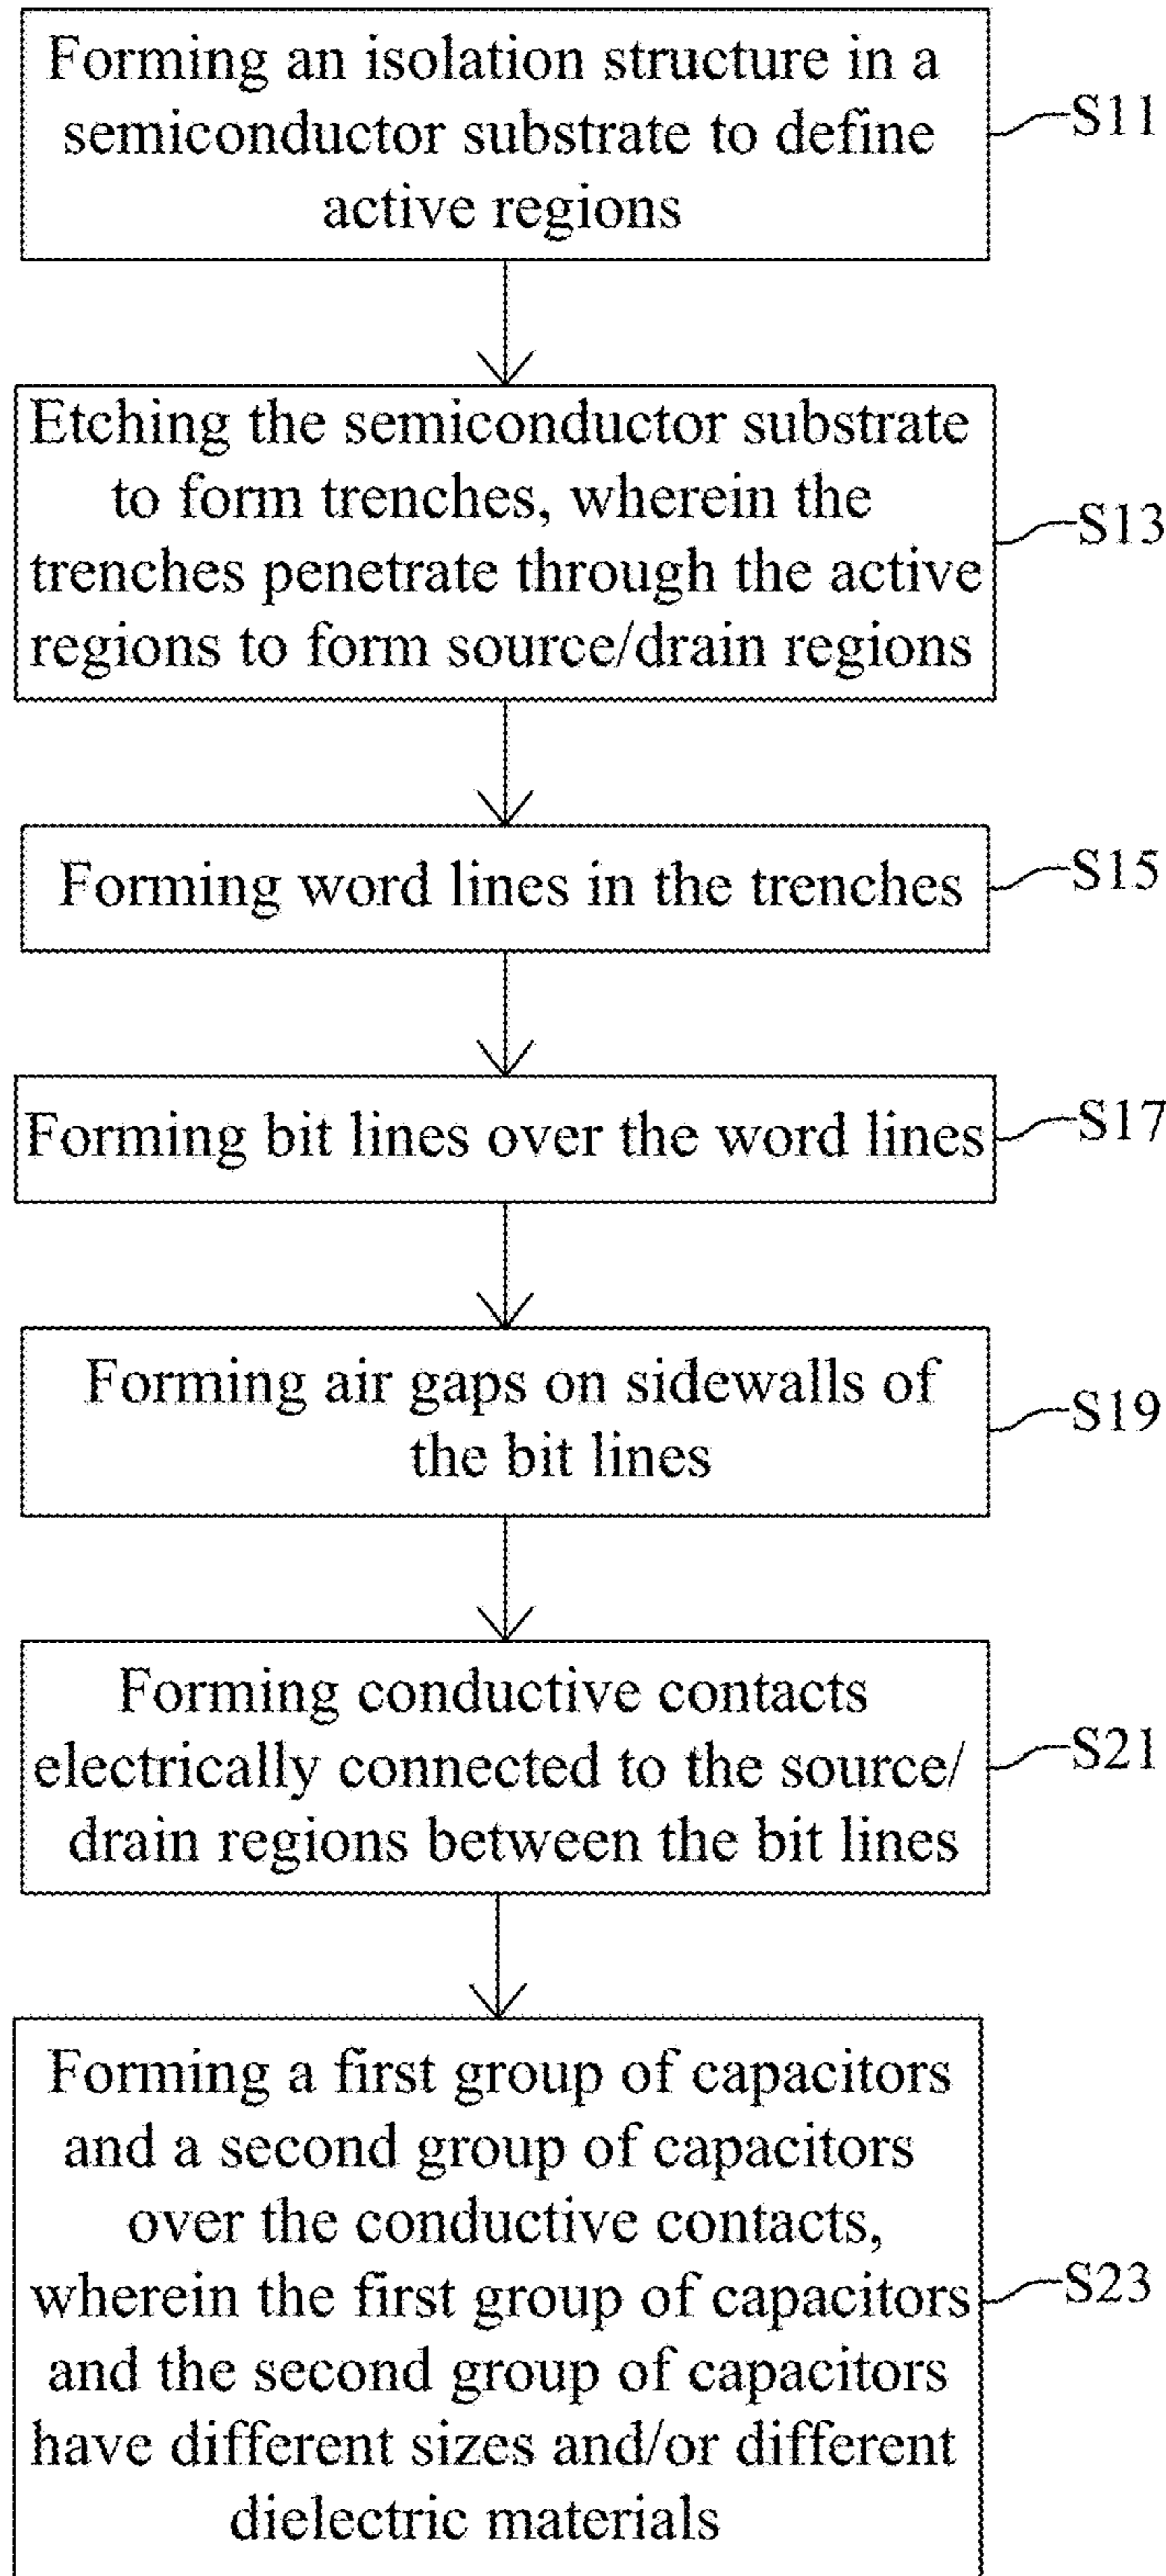 Forming an isolation structure in a
semiconductor substrate to define
active regions
S11
Etching the semiconductor substrate
to form trenches, wherein the
trenches penetrate through the active
regions to form source/drain regions
S13
Forming word lines in the trenches
S15
Forming bit lines over the word lines
S17
Forming air gaps on sidewalls of
the bit lines
S19
Forming conductive contacts
electrically connected to the source/
drain regions between the bit lines
S21
Forming a first group of capacitors
and a second group of capacitors
over the conductive contacts,
wherein the first group of capacitors
and the second group of capacitors
have different sizes and/or different
dielectric materials
S23